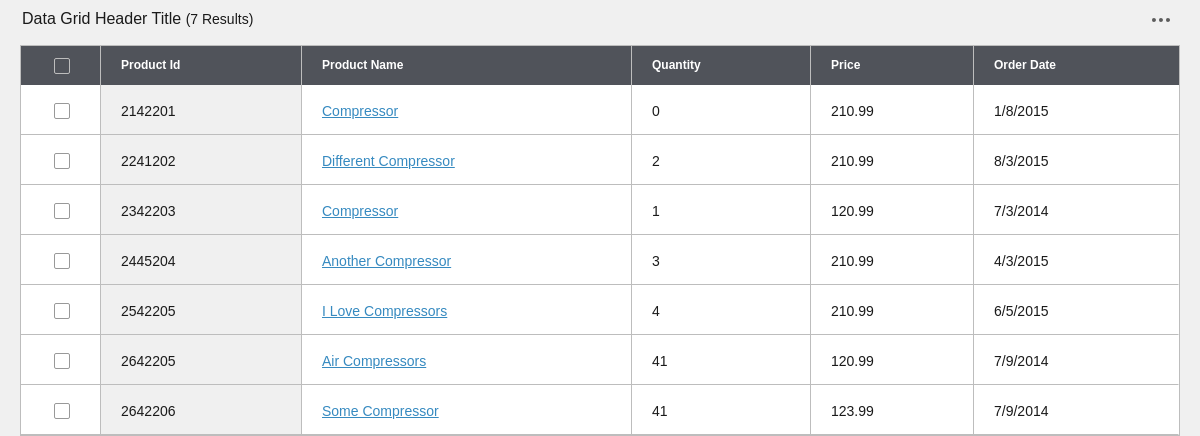 Data Grid Header Title (7 Results)
Product Id Product Name Quantity Price Order Date
2142201 Compressor 0 210.99 1/8/2015
2241202 Different Compressor 2 210.99 8/3/2015
2342203 Compressor 1 120.99 7/3/2014
2445204 Another Compressor 3 210.99 4/3/2015
2542205 I Love Compressors 4 210.99 6/5/2015
2642205 Air Compressors 41 120.99 7/9/2014
2642206 Some Compressor 41 123.99 7/9/2014